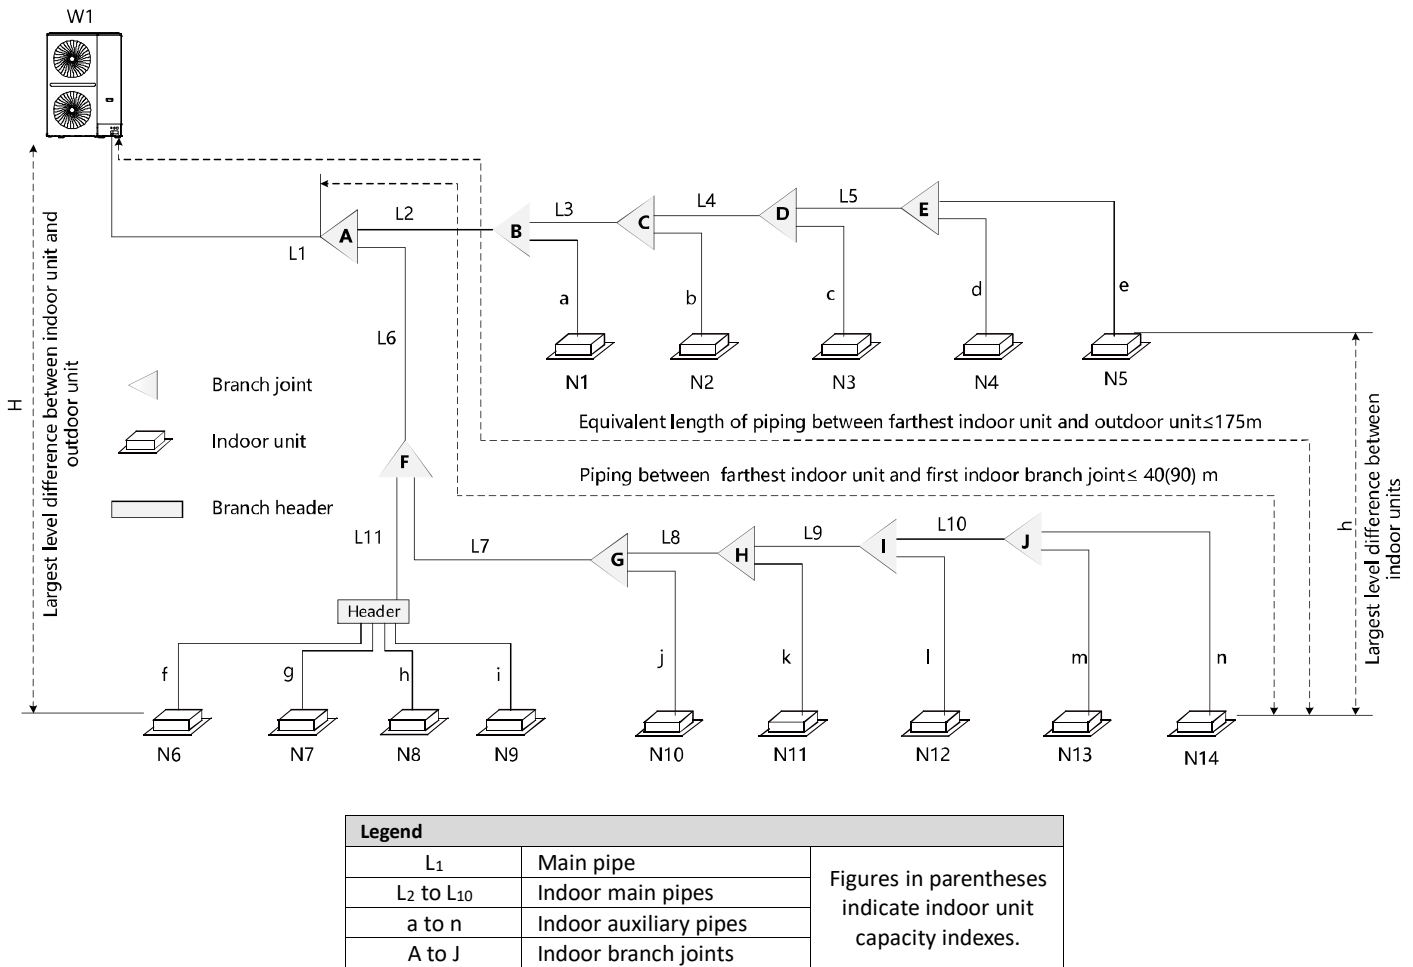 W1
L1
A
L2
B
L3
C
L4
D
L5
E
a
b
c
d
e
N1
N2
N3
N4
N5
L6
H
Largest level difference between indoor unit and
outdoor unit
Branch joint
Indoor unit
Branch header
Equivalent length of piping between farthest indoor unit and outdoor unit≤175m
Piping between farthest indoor unit and first indoor branch joint≤ 40(90) m
h
Largest level difference between
indoor units
F
L11
L7
G
L8
H
L9
I
L10
J
Header
f
g
h
i
j
k
l
m
n
N6
N7
N8
N9
N10
N11
N12
N13
N14
Legend
L1
Main pipe
L2 to L10
Indoor main pipes
a to n
Indoor auxiliary pipes
A to J
Indoor branch joints
Figures in parentheses
indicate indoor unit
capacity indexes.